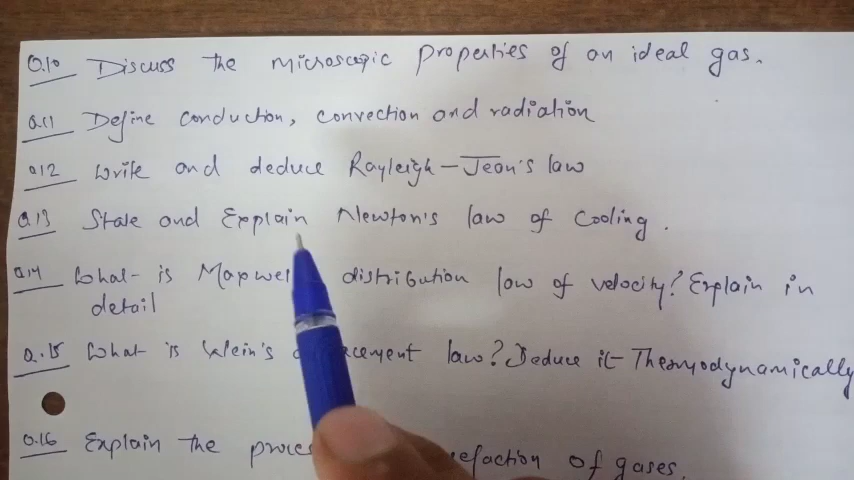 Q.10 Discuss the microscopic properties of an ideal gas.
Q.11 Define conduction, convection and radiation
Q12 Write and deduce Rayleigh - Jean's law
Q.13 State and Explain Newton's law of cooling.
Q.14 What is Maxwell distribution law of velocity? Explain in
detail
Q.15 What is Wein's law? Deduce it Thermodynamically
Q.16 Explain the of gases.